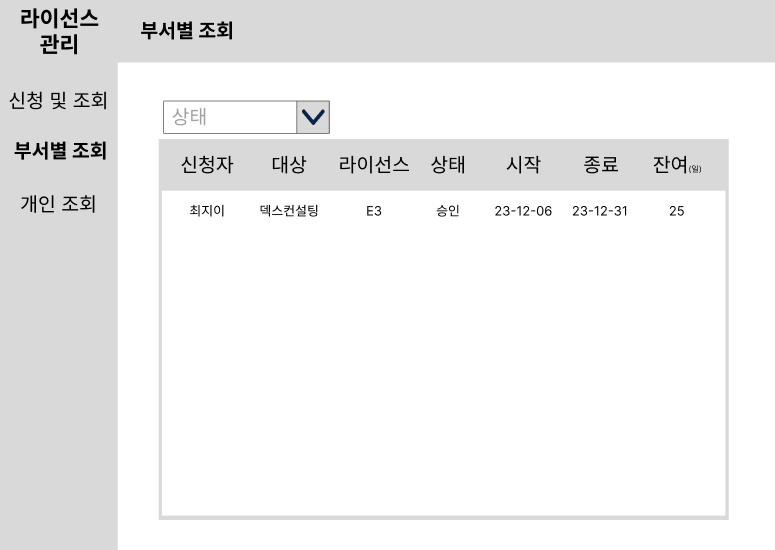 라이선스
관리
부서별 조회
신청 및 조회
부서별 조회
개인 조회
상태
신청자 대상 라이선스 상태 시작 종료 잔여(일)
최지이 덱스컨설팅 E3 승인 23-12-06 23-12-31 25